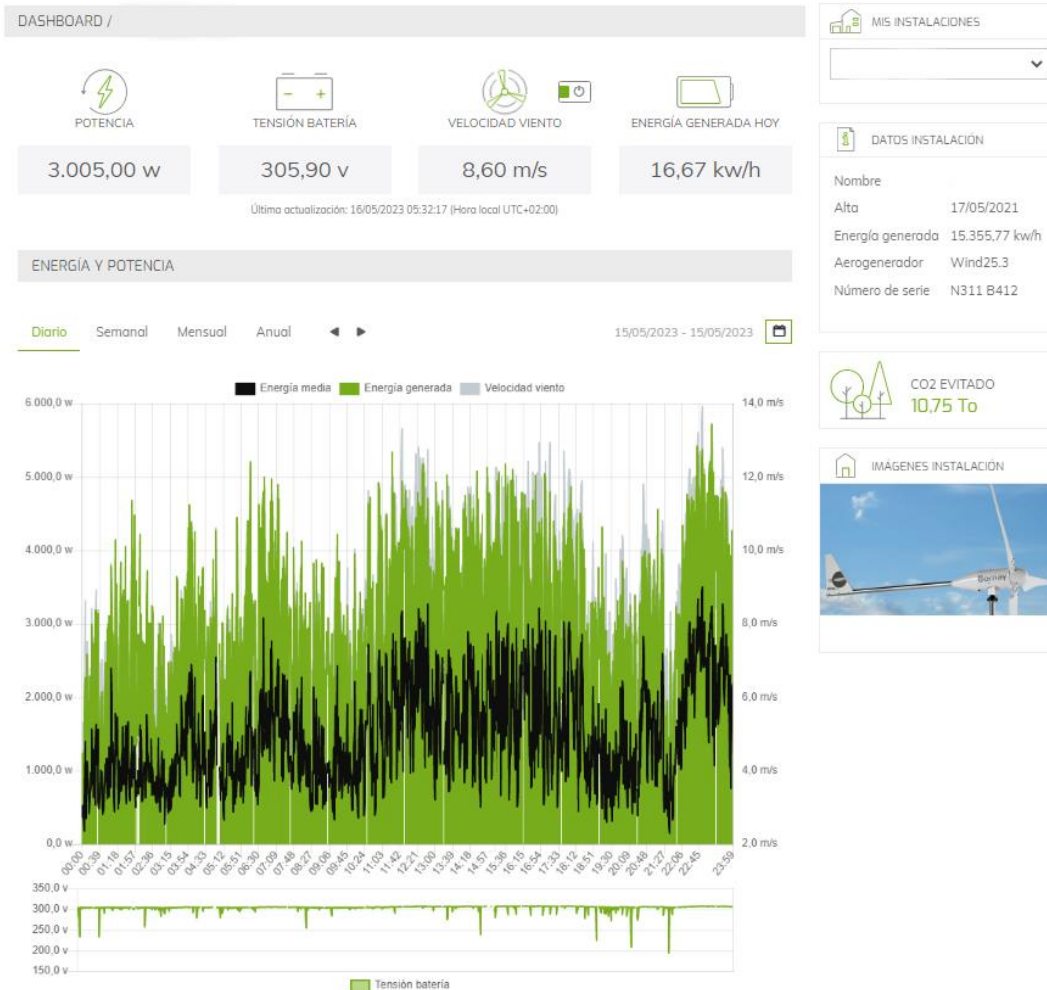 DASHBOARD /
POTENCIA
TENSIÓN BATERÍA
VELOCIDAD VIENTO
ENERGÍA GENERADA HOY
3.005,00 w
305,90 v
8,60 m/s
16,67 kw/h
Última actualización: 16/05/2023 05:32:17 (Hora local UTC+02:00)
ENERGÍA Y POTENCIA
Diario Semanal Mensual Anual
15/05/2023 - 15/05/2023
Energía media Energía generada Velocidad viento
6.000,0 w
5.000,0 w
4.000,0 w
3.000,0 w
2.000,0 w
1.000,0 w
0,0 w
14,0 m/s
12,0 m/s
10,0 m/s
8,0 m/s
6,0 m/s
4,0 m/s
2,0 m/s
00:00 00:39 01:18 01:57 02:36 03:15 03:54 04:33 05:12 05:51 06:30 07:09 07:48 08:27 09:06 09:45 10:24 11:03 11:42 12:21 13:00 13:39 14:18 14:57 15:36 16:15 16:54 17:33 18:12 18:51 19:30 20:09 20:48 21:27 22:06 22:45 23:59
350,0 v
300,0 v
250,0 v
200,0 v
150,0 v
Tensión batería
MIS INSTALACIONES
DATOS INSTALACIÓN
Nombre
Alta 17/05/2021
Energía generada 15.355,77 kw/h
Aerogenerador Wind25.3
Número de serie N311 B412
CO2 EVITADO
10,75 To
IMÁGENES INSTALACIÓN
Bornay